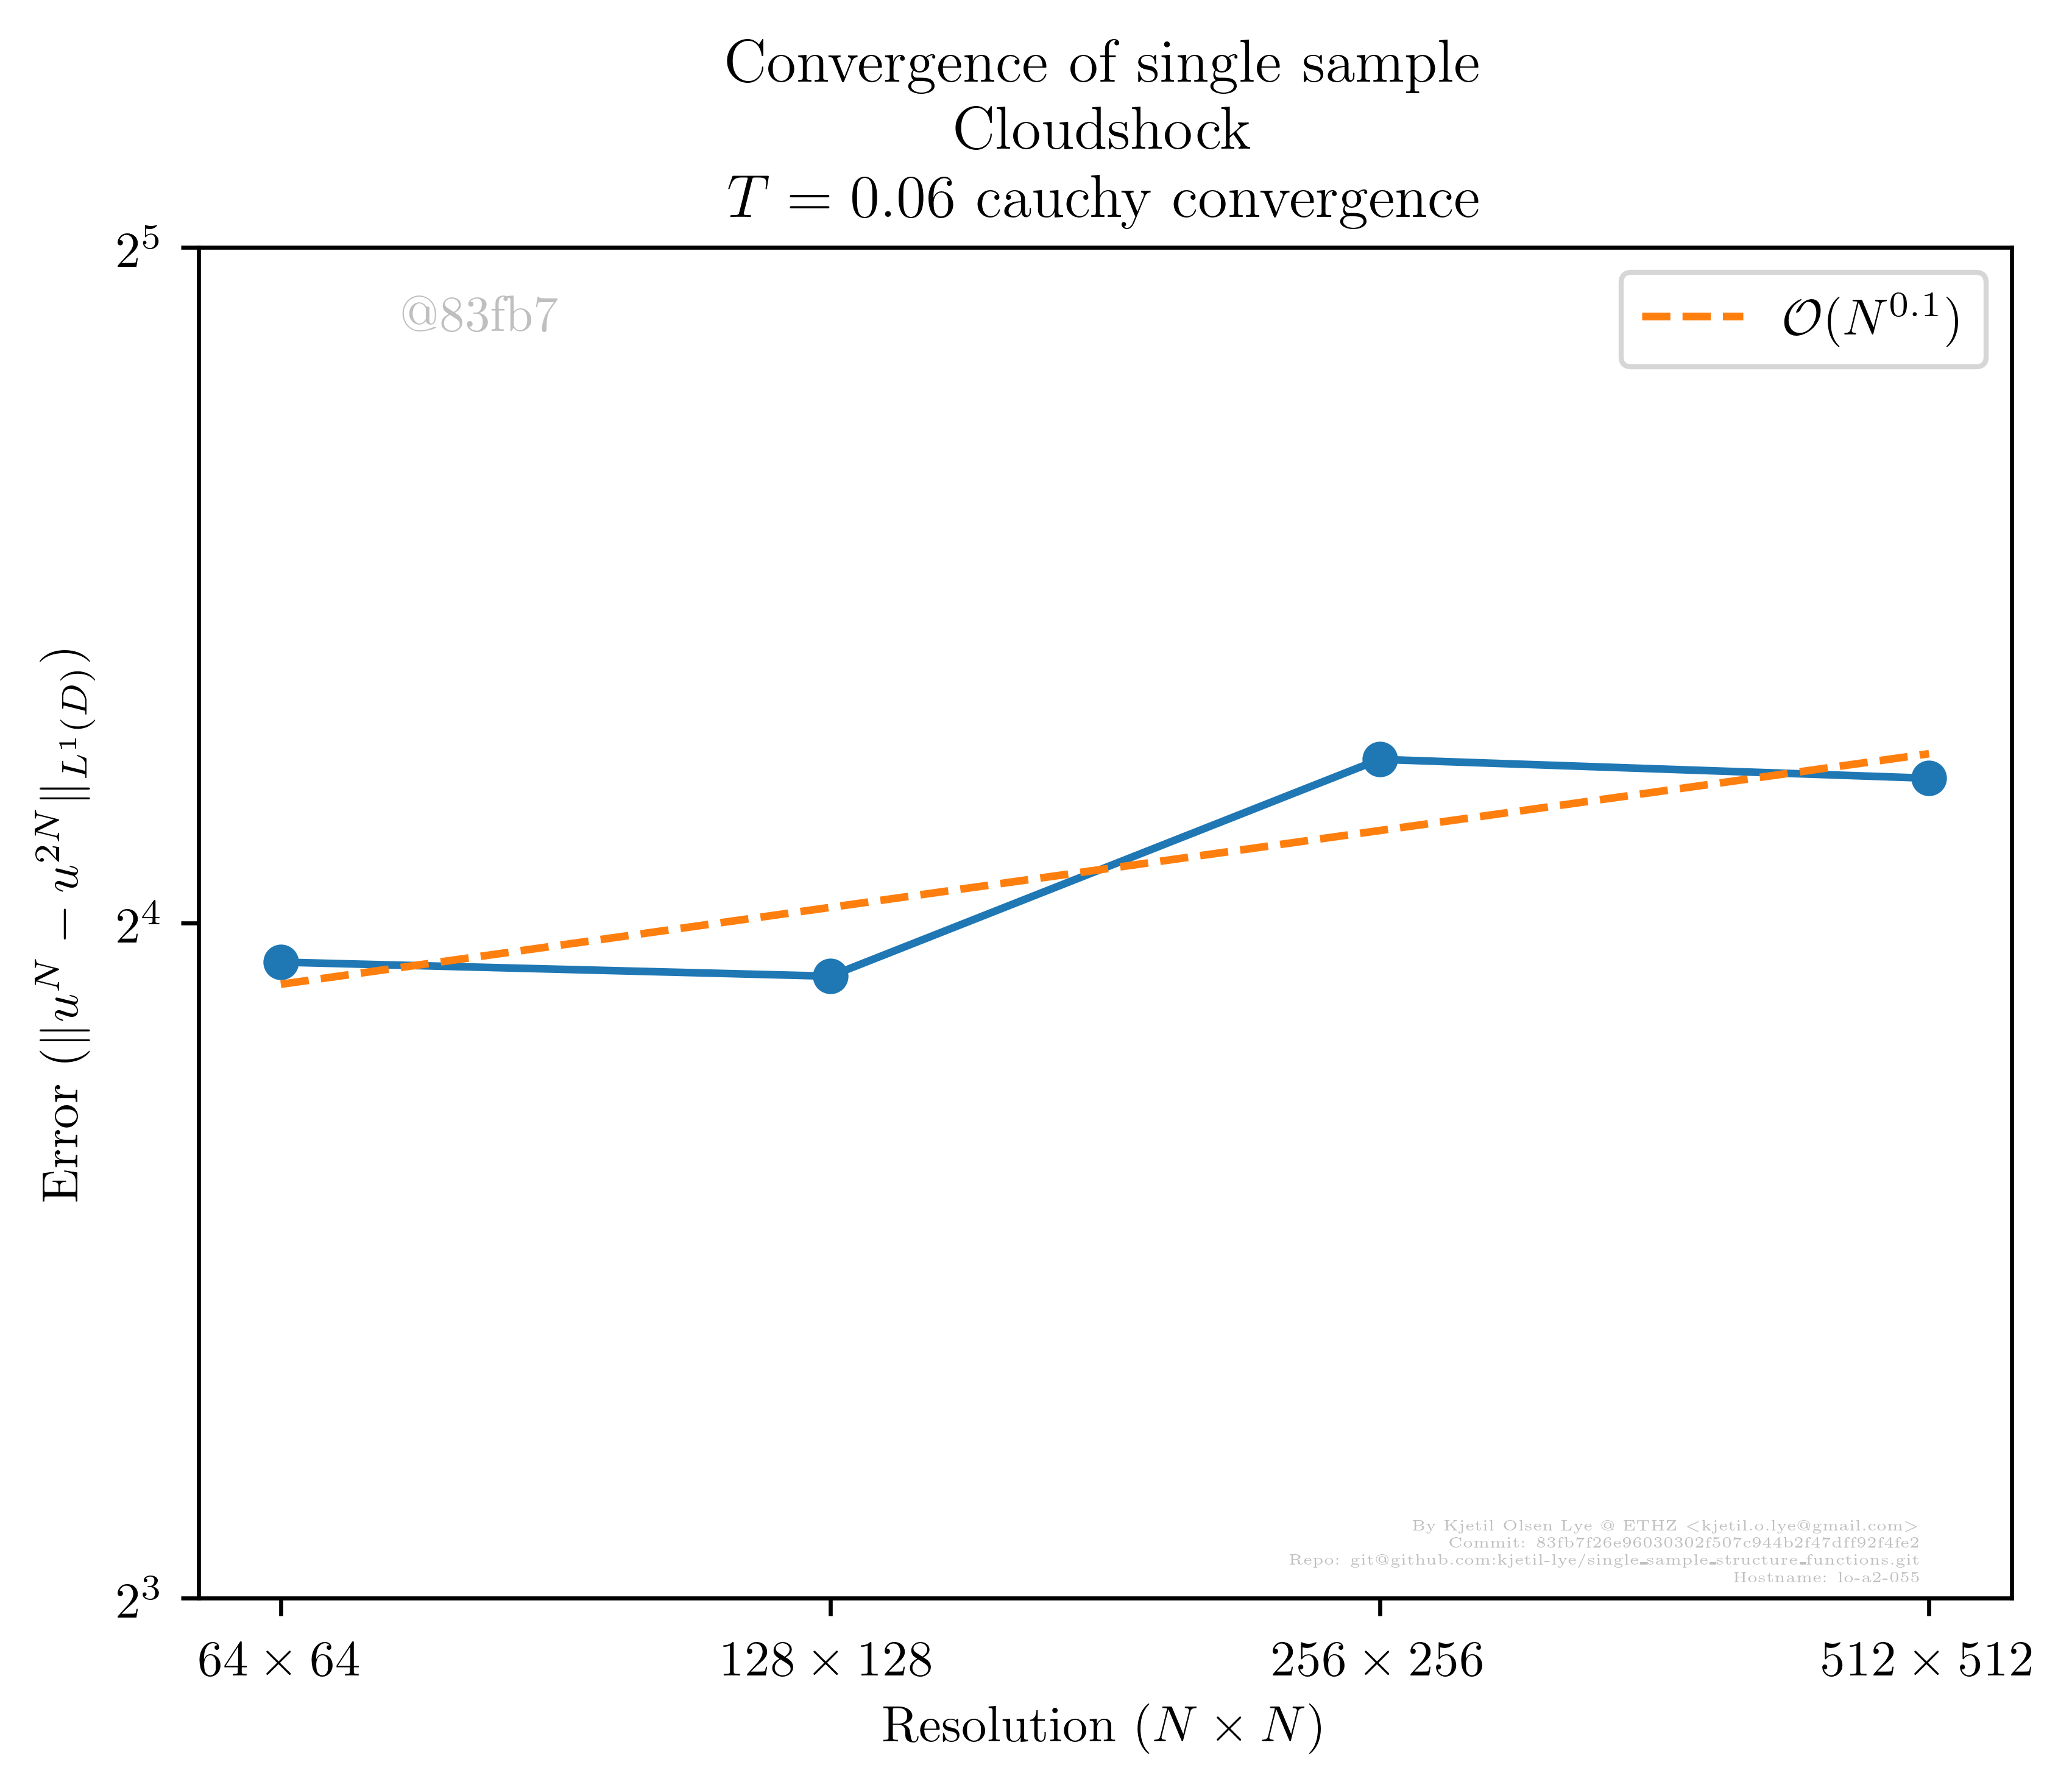 Convergence of single sample
Cloudshock
T = 0.06 cauchy convergence
2^5
@83fb7
O(N^0.1)
Error (||u^N − u^2N||_L^1(D))
2^4
By Kjetil Olsen Lye @ ETHZ <kjetil.o.lye@gmail.com>
Commit: 83fb7f26e96030302f507c944b2f47dff92f4fe2
Repo: git@github.com:kjetil-lye/single_sample_structure_functions.git
Hostname: lo-a2-055
2^3
64 × 64 128 × 128 256 × 256 512 × 512
Resolution (N × N)